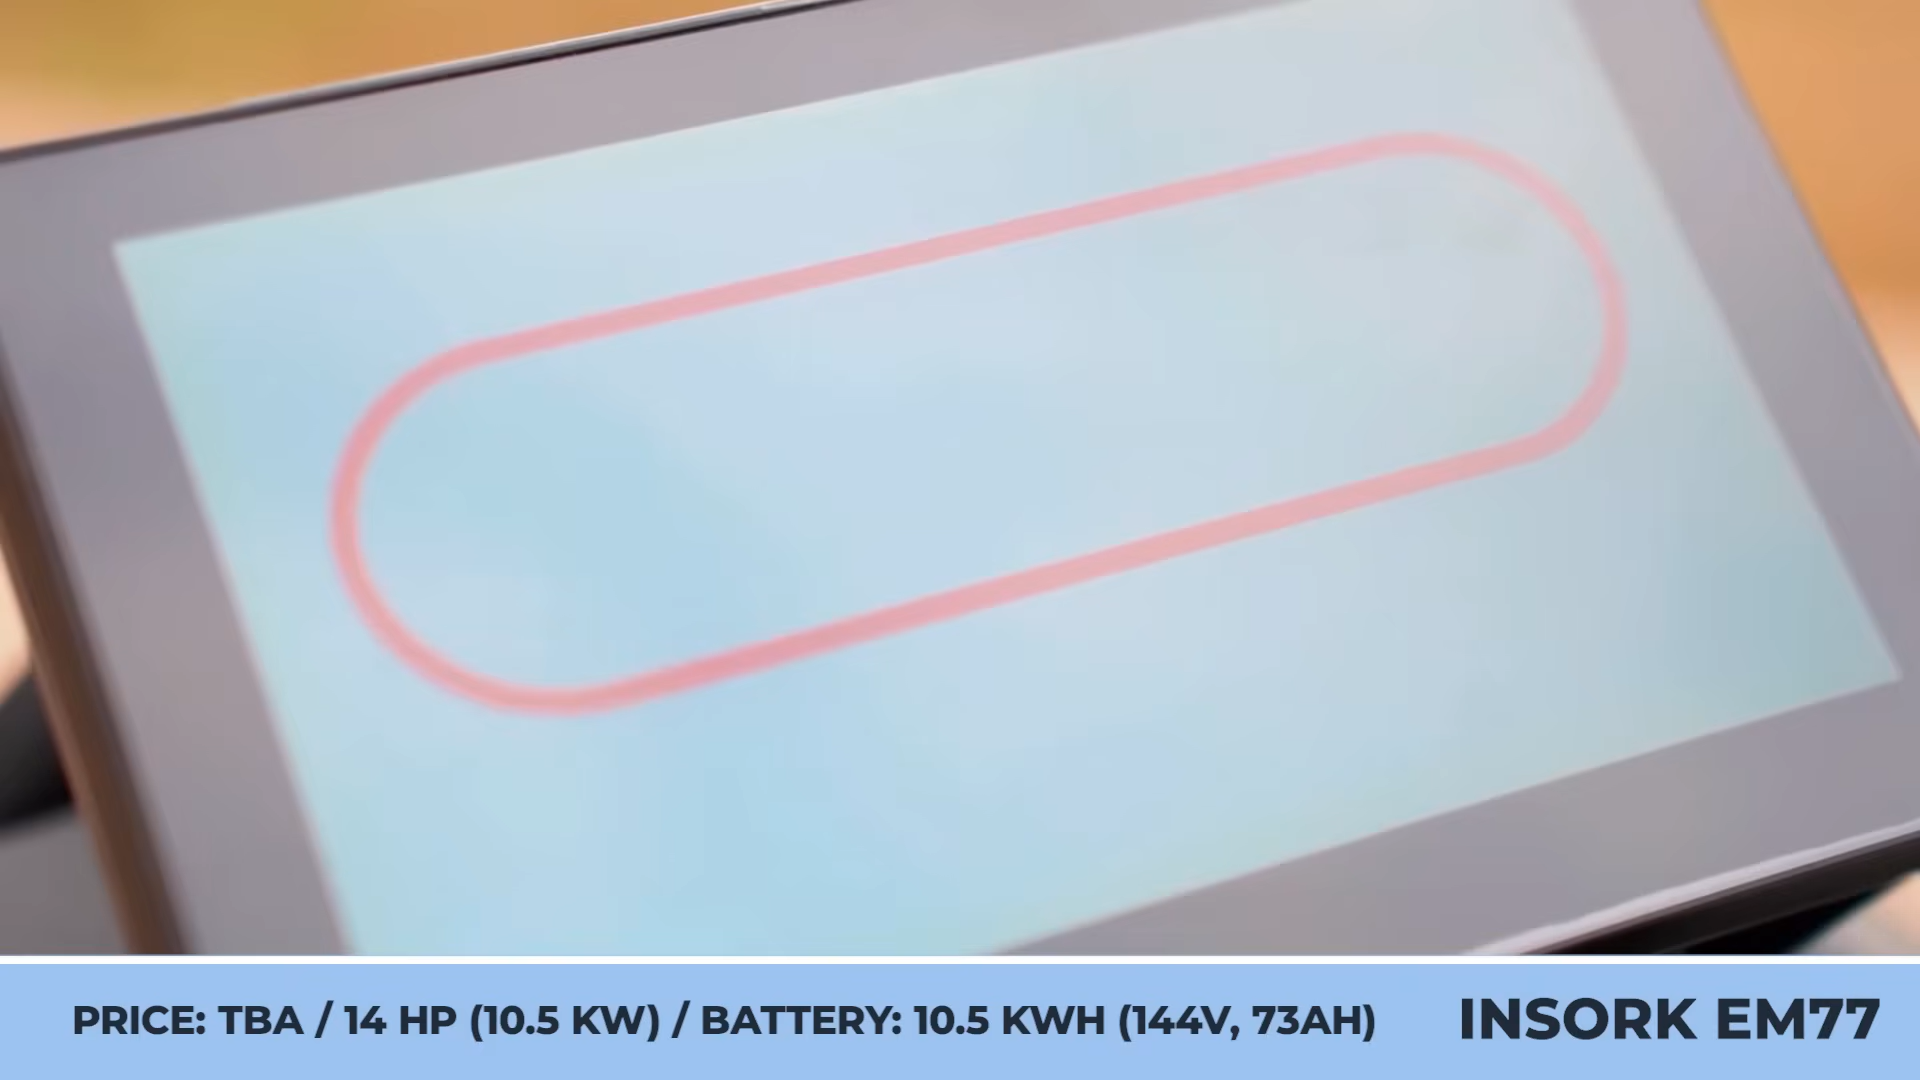 PRICE: TBA / 14 HP (10.5 KW) / BATTERY: 10.5 KWH (144V, 73AH)
INSORK EM77